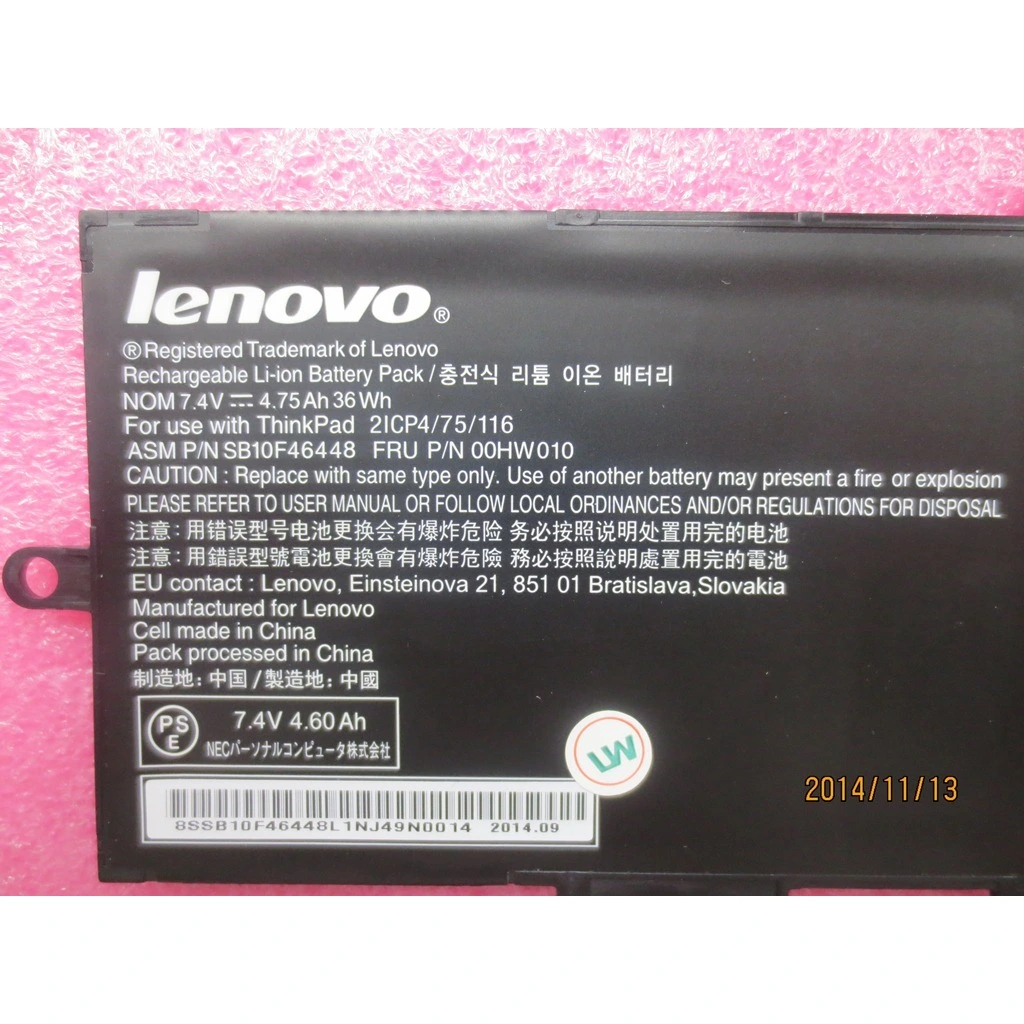 lenovo®
®Registered Trademark of Lenovo
Rechargeable Li-ion Battery Pack / 충전식 리튬 이온 배터리
NOM 7.4V ⎓ 4.75Ah 36Wh
For use with ThinkPad 2ICP4/75/116
ASM P/N SB10F46448 FRU P/N 00HW010
CAUTION : Replace with same type only. Use of another battery may present a fire or explosion
PLEASE REFER TO USER MANUAL OR FOLLOW LOCAL ORDINANCES AND/OR REGULATIONS FOR DISPOSAL
注意：用错误型号电池更换会有爆炸危险 务必按照说明处置用完的电池
注意：用錯誤型號電池更換會有爆炸危險 務必按照說明處置用完的電池
EU contact : Lenovo, Einsteinova 21, 851 01 Bratislava,Slovakia
Manufactured for Lenovo
Cell made in China
Pack processed in China
制造地：中国 / 製造地：中國
PS E
7.4V 4.60Ah
NECパーソナルコンピュータ株式会社
LW
8SSB10F46448L1NJ49N0014 2014.09
2014/11/13